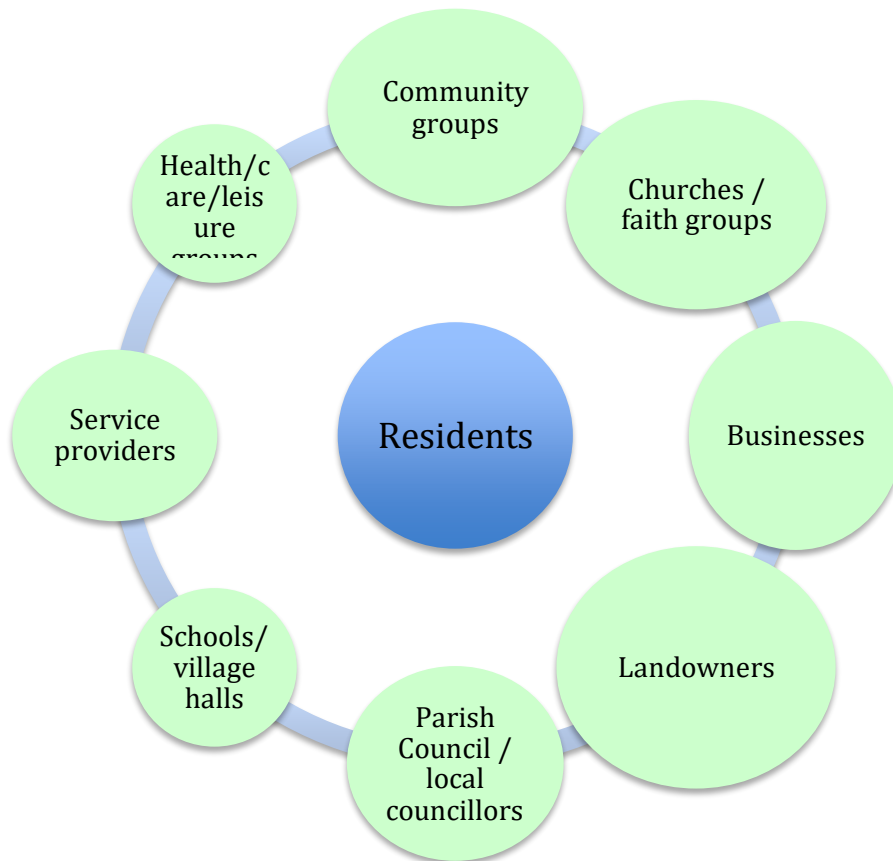 Community
groups
Churches /
faith groups
Businesses
Landowners
Parish
Council /
local
councillors
Schools/
village
halls
Service
providers
Health/c
are/leis
ure
groups
Residents